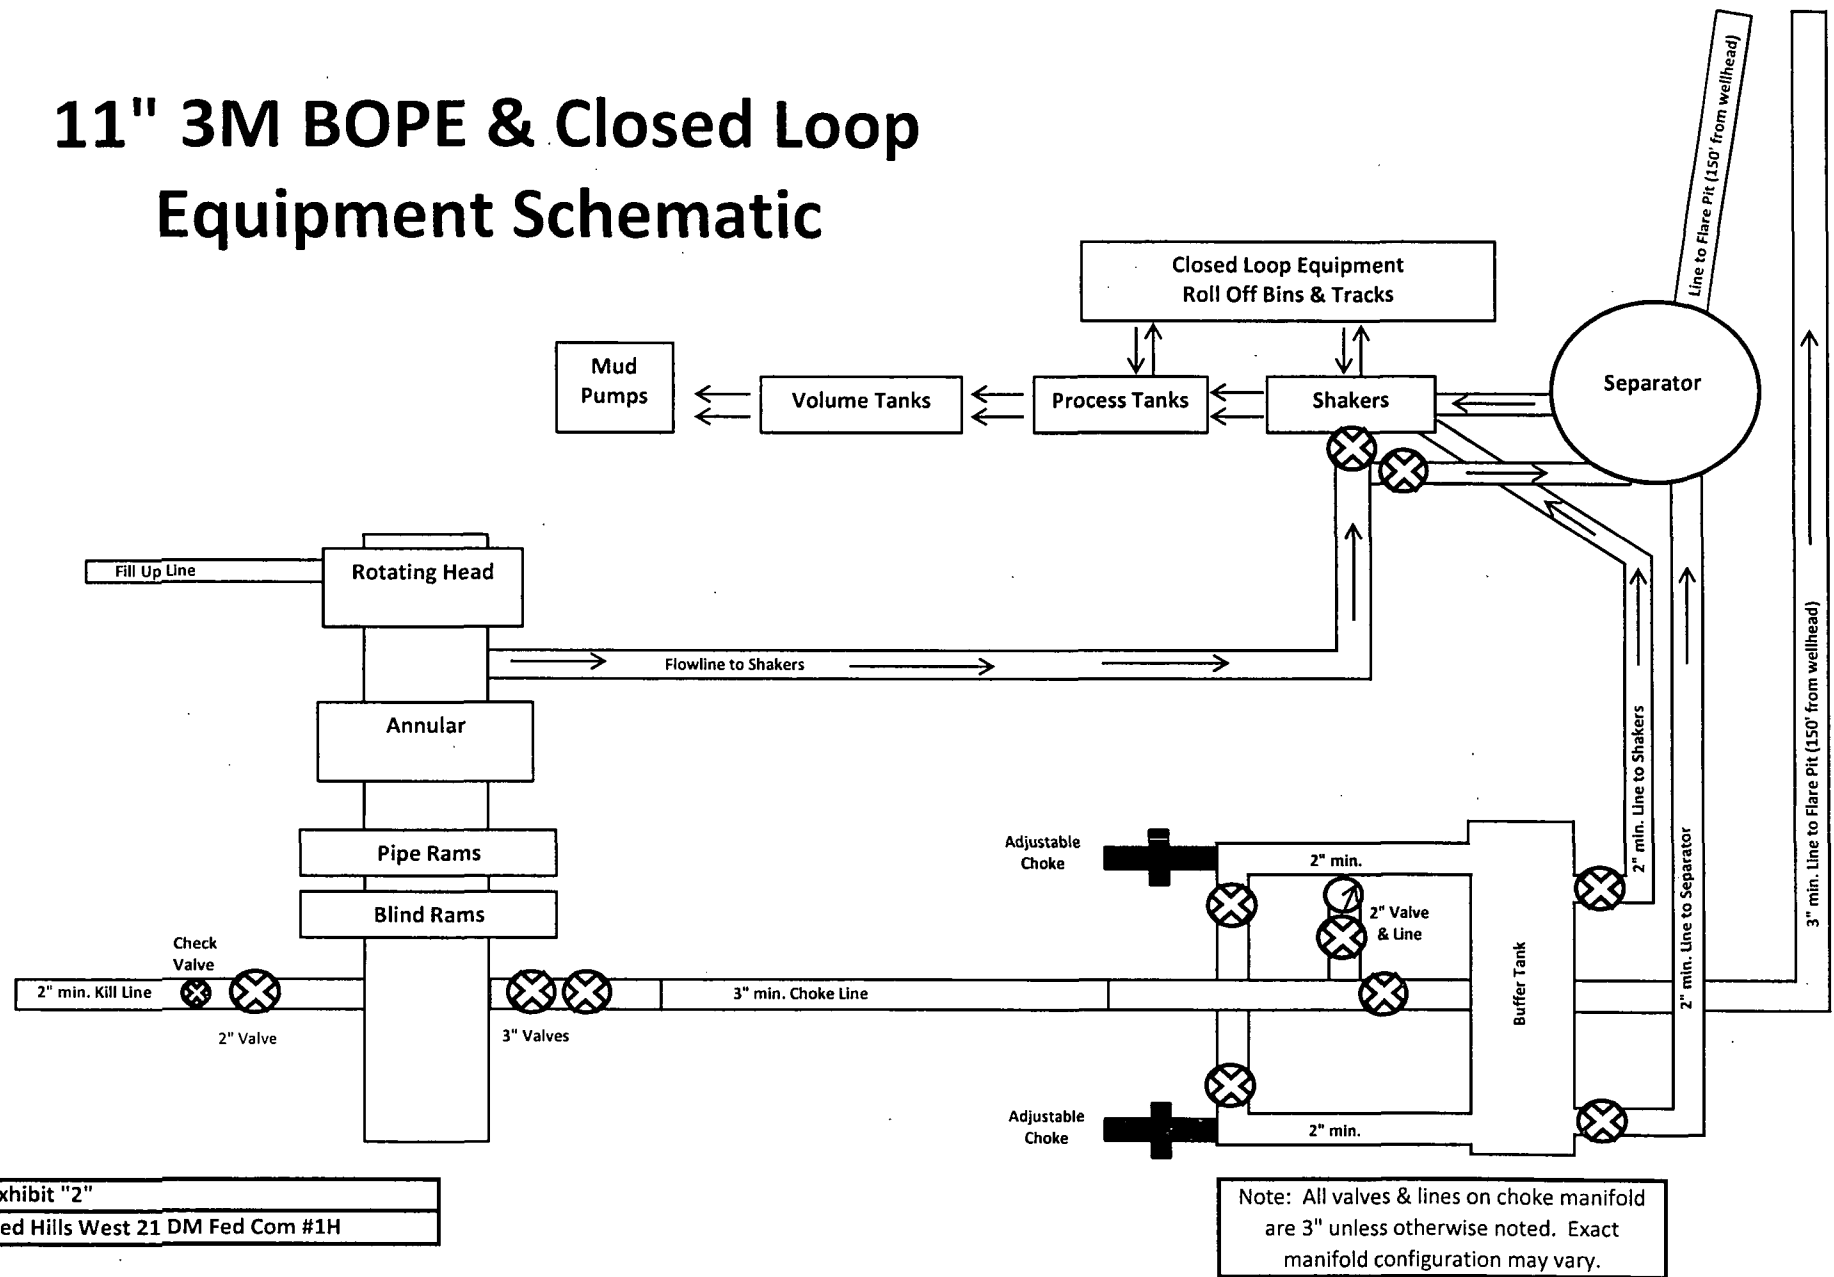 11" 3M BOPE & Closed Loop
Equipment Schematic
Closed Loop Equipment
Roll Off Bins & Tracks
Mud
Pumps
Volume Tanks
Process Tanks
Shakers
Separator
Line to Flare Pit (150' from wellhead)
Fill Up Line
Rotating Head
Flowline to Shakers
Annular
Pipe Rams
Blind Rams
Check
Valve
2" min. Kill Line
2" Valve
3" Valves
3" min. Choke Line
Adjustable
Choke
2" min.
2" Valve
& Line
Buffer Tank
Adjustable
Choke
2" min.
2" min. Line to Shakers
2" min. Line to Separator
3" min. Line to Flare Pit (150' from wellhead)
xhibit "2"
ed Hills West 21 DM Fed Com #1H
Note: All valves & lines on choke manifold
are 3" unless otherwise noted. Exact
manifold configuration may vary.